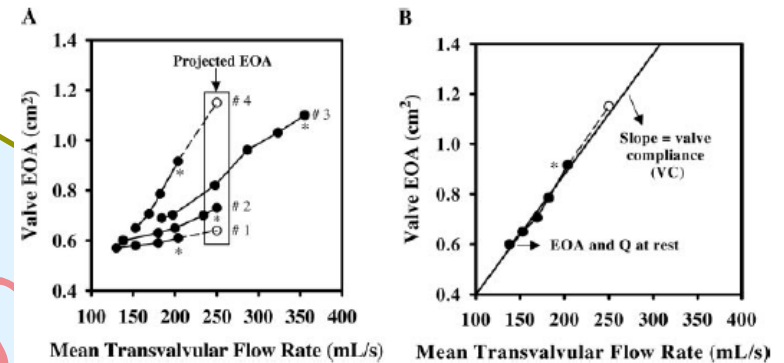 A
Valve EOA (cm²)
1.4
1.2
1.0
0.8
0.6
0.4
Projected EOA
# 4
# 3
*
*
# 2
*
# 1
*
100 150 200 250 300 350 400
Mean Transvalvular Flow Rate (mL/s)
B
Valve EOA (cm²)
1.4
1.2
1.0
0.8
0.6
0.4
Slope = valve
compliance
(VC)
*
EOA and Q at rest
100 150 200 250 300 350 400
Mean Transvalvular Flow Rate (mL/s)